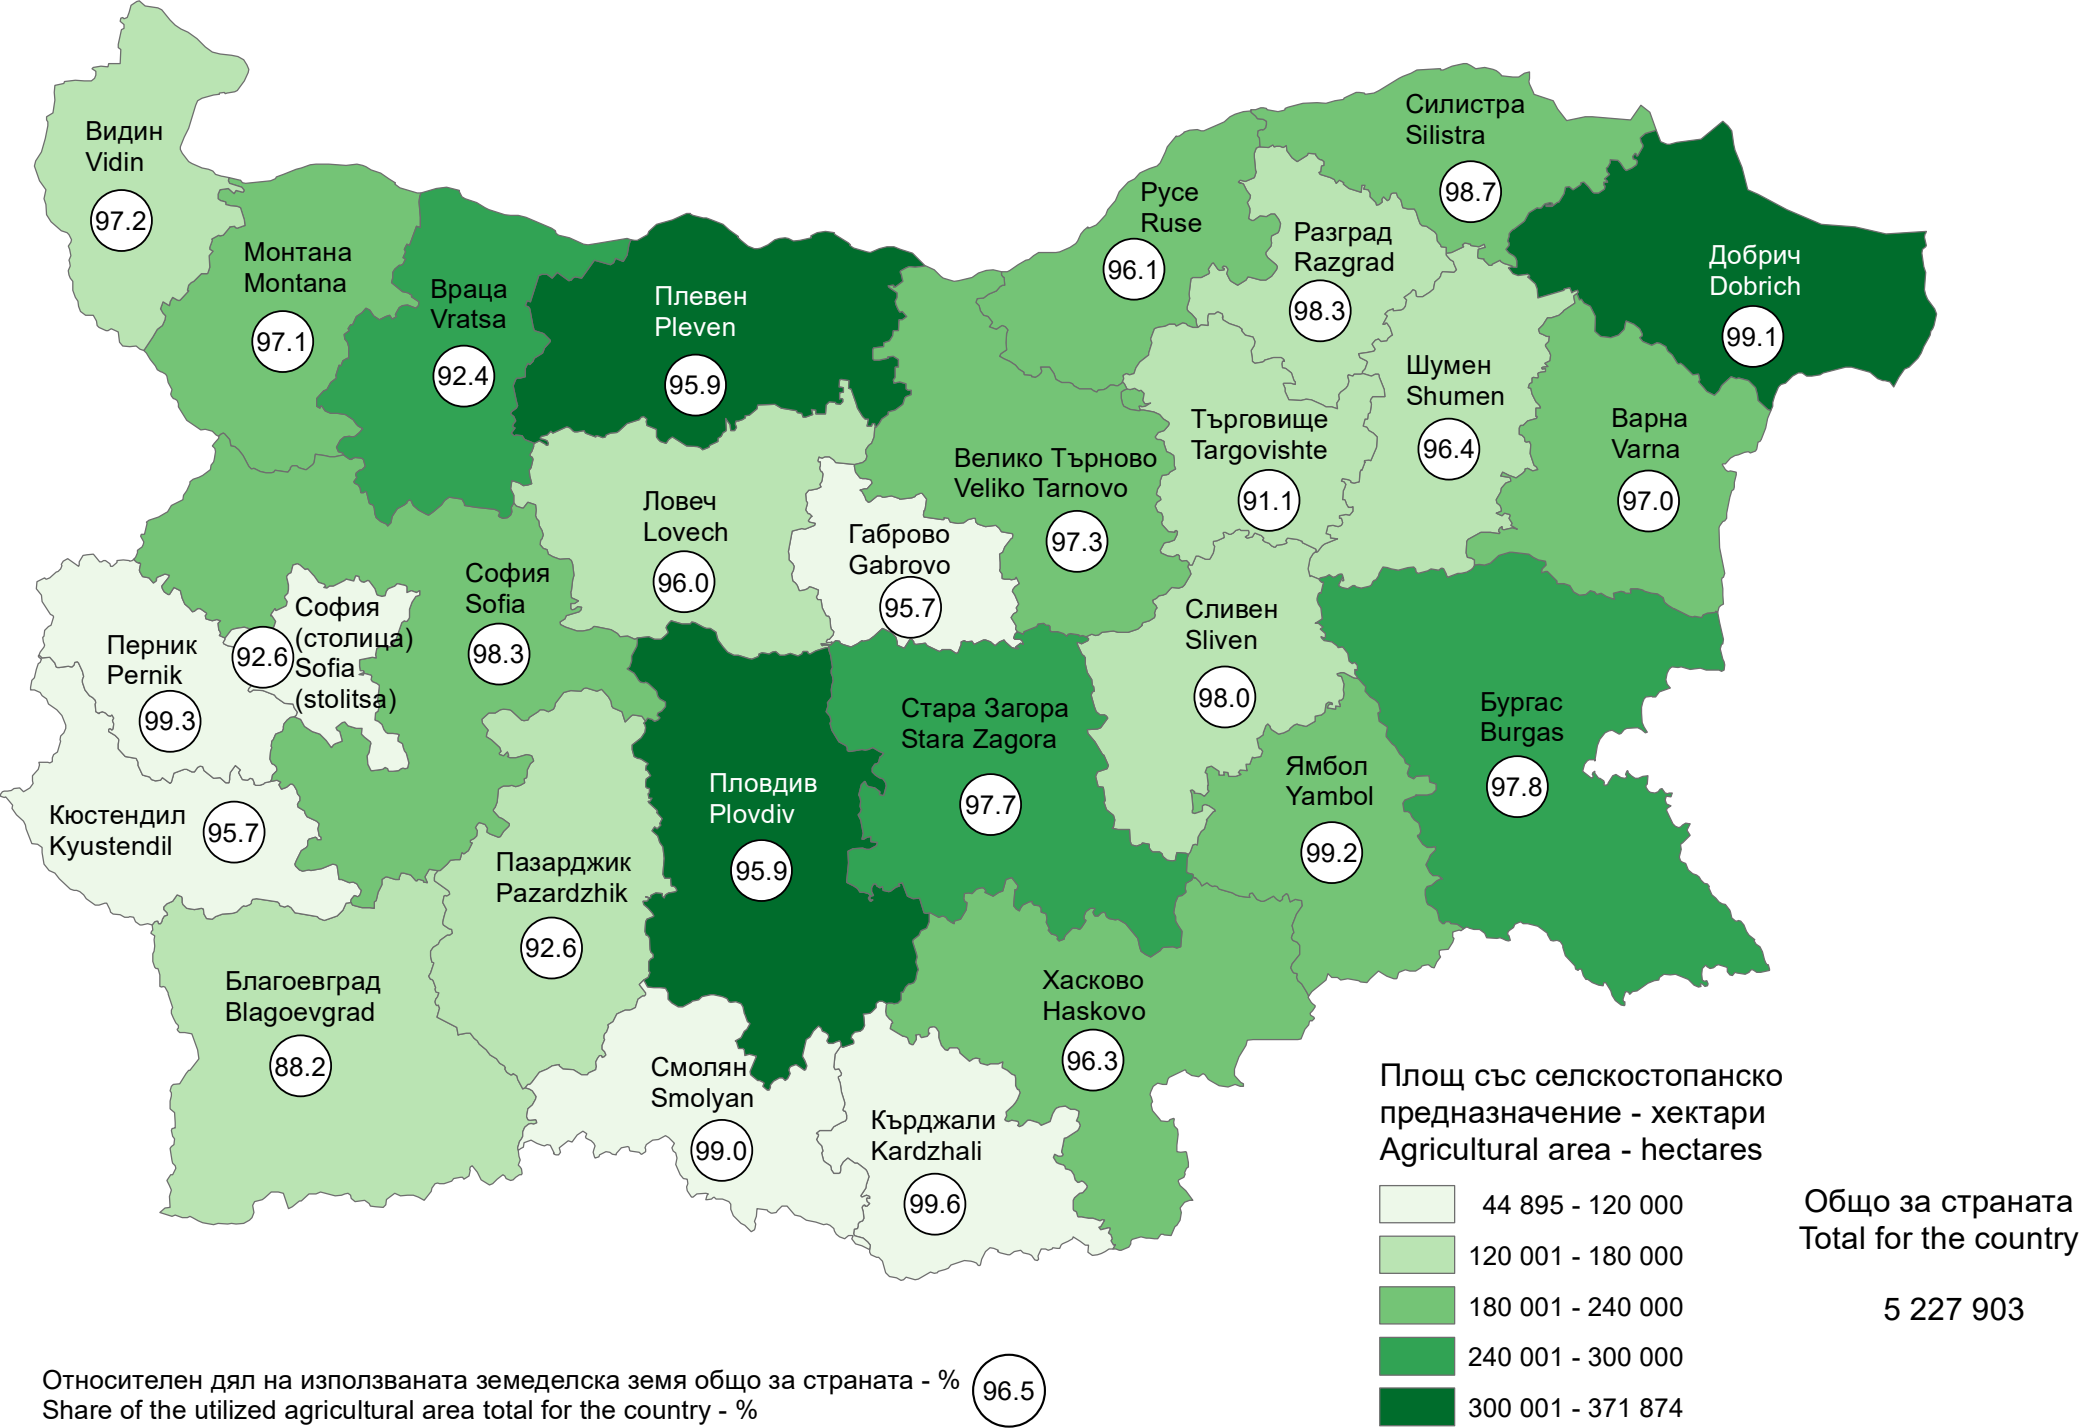 Видин
Vidin
97.2
Монтана
Montana
97.1
Враца
Vratsa
92.4
Плевен
Pleven
95.9
Силистра
Silistra
98.7
Русе
Ruse
96.1
Разград
Razgrad
98.3
Добрич
Dobrich
99.1
Шумен
Shumen
96.4
Варна
Varna
97.0
Търговище
Targovishte
91.1
Велико Търново
Veliko Tarnovo
97.3
Ловеч
Lovech
96.0
Габрово
Gabrovo
95.7
София
Sofia
98.3
София
(столица)
Sofia
(stolitsa)
92.6
Перник
Pernik
99.3
Кюстендил
Kyustendil
95.7
Сливен
Sliven
98.0
Стара Загора
Stara Zagora
97.7
Бургас
Burgas
97.8
Ямбол
Yambol
99.2
Пловдив
Plovdiv
95.9
Пазарджик
Pazardzhik
92.6
Благоевград
Blagoevgrad
88.2
Хасково
Haskovo
96.3
Смолян
Smolyan
99.0
Кърджали
Kardzhali
99.6
Площ със селскостопанско
предназначение - хектари
Agricultural area - hectares
44 895 - 120 000
120 001 - 180 000
180 001 - 240 000
240 001 - 300 000
300 001 - 371 874
Общо за страната
Total for the country
5 227 903
Относителен дял на използваната земеделска земя общо за страната - %
Share of the utilized agricultural area total for the country - %
96.5